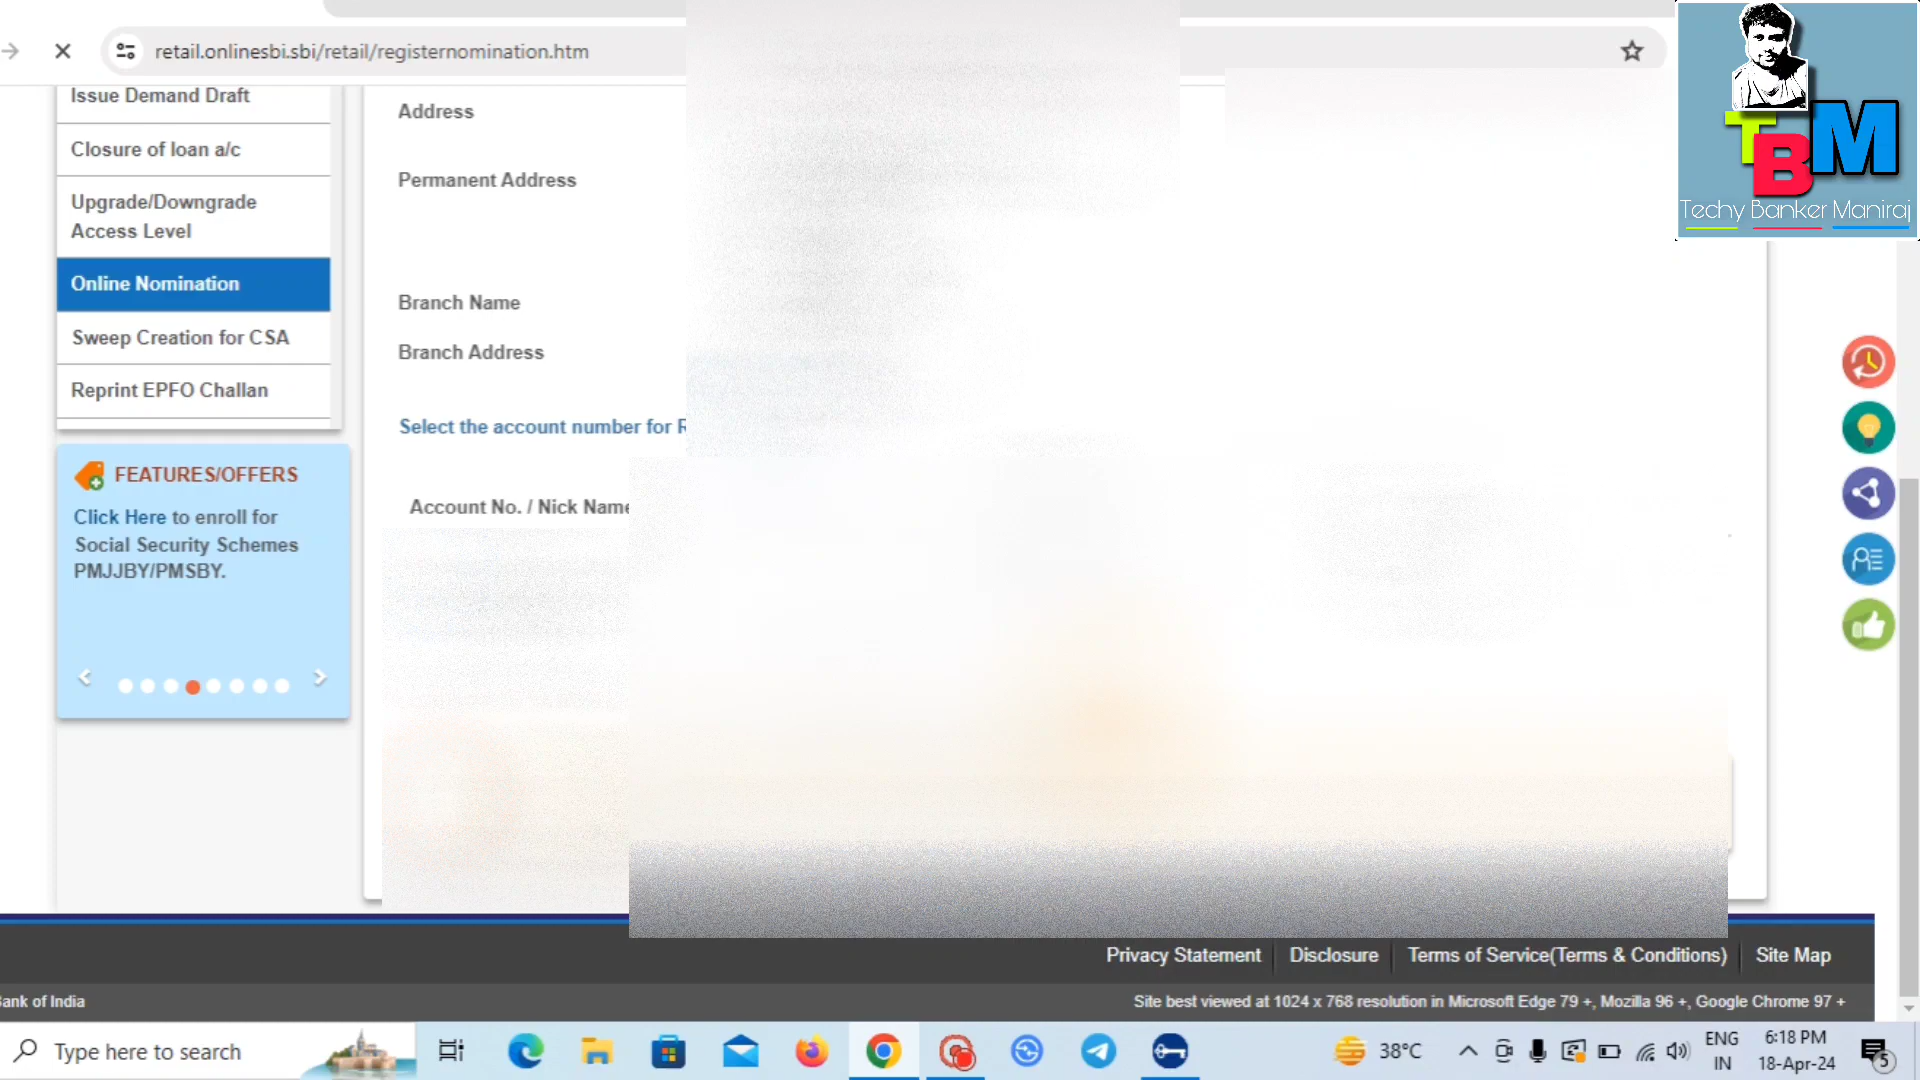 retail.onlinesbi.sbi/retail/registernomination.htm
TBM
Techy Banker Maniraj
Issue Demand Draft
Closure of loan a/c
Upgrade/Downgrade
Access Level
Online Nomination
Sweep Creation for CSA
Reprint EPFO Challan
FEATURES/OFFERS
Click Here to enroll for
Social Security Schemes
PMJJBY/PMSBY.
Address
Permanent Address
Branch Name
Branch Address
Select the account number for R
Account No. / Nick Name
Privacy Statement
Disclosure
Terms of Service(Terms & Conditions)
Site Map
Bank of India
Site best viewed at 1024 x 768 resolution in Microsoft Edge 79 +, Mozilla 96 +, Google Chrome 97 +
Type here to search
38°C
ENG
IN
6:18 PM
18-Apr-24
5